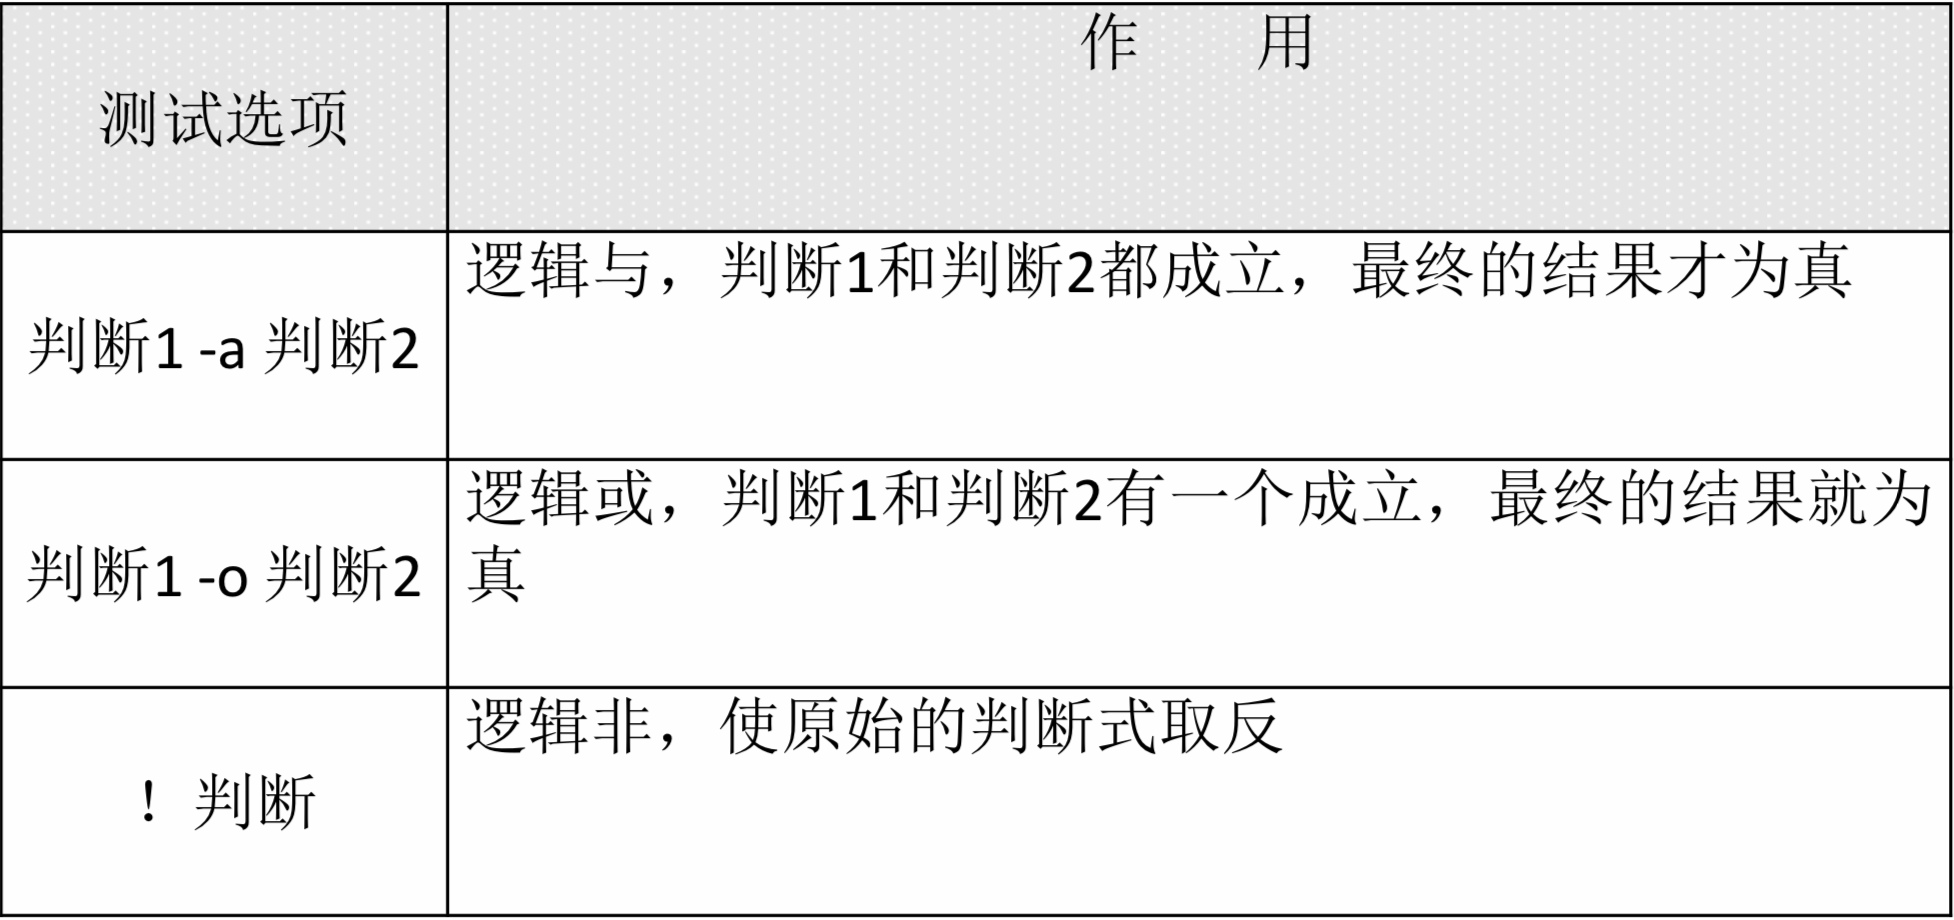 测试选项
作 用
判断1 -a 判断2
逻辑与，判断1和判断2都成立，最终的结果才为真
判断1 -o 判断2
逻辑或，判断1和判断2有一个成立，最终的结果就为
真
！判断
逻辑非，使原始的判断式取反